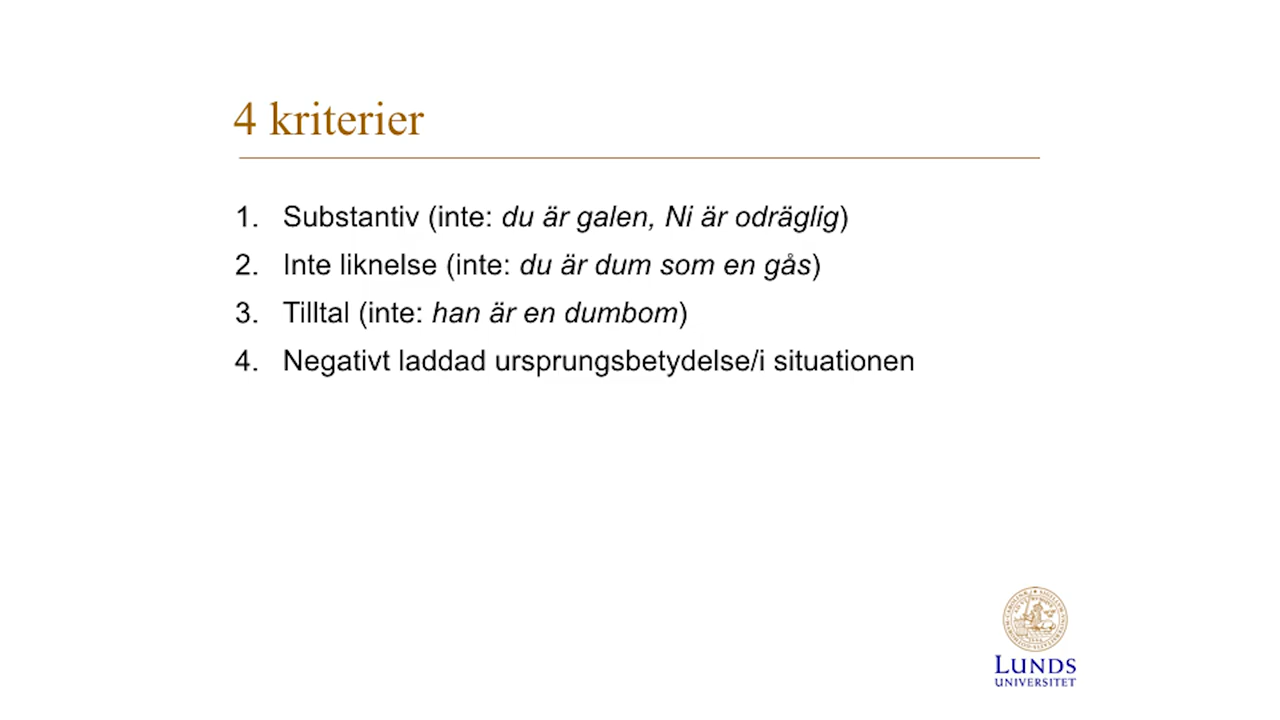 4 kriterier
1. Substantiv (inte: du är galen, Ni är odräglig)
2. Inte liknelse (inte: du är dum som en gås)
3. Tilltal (inte: han är en dumbom)
4. Negativt laddad ursprungsbetydelse/i situationen
LUNDS
UNIVERSITET